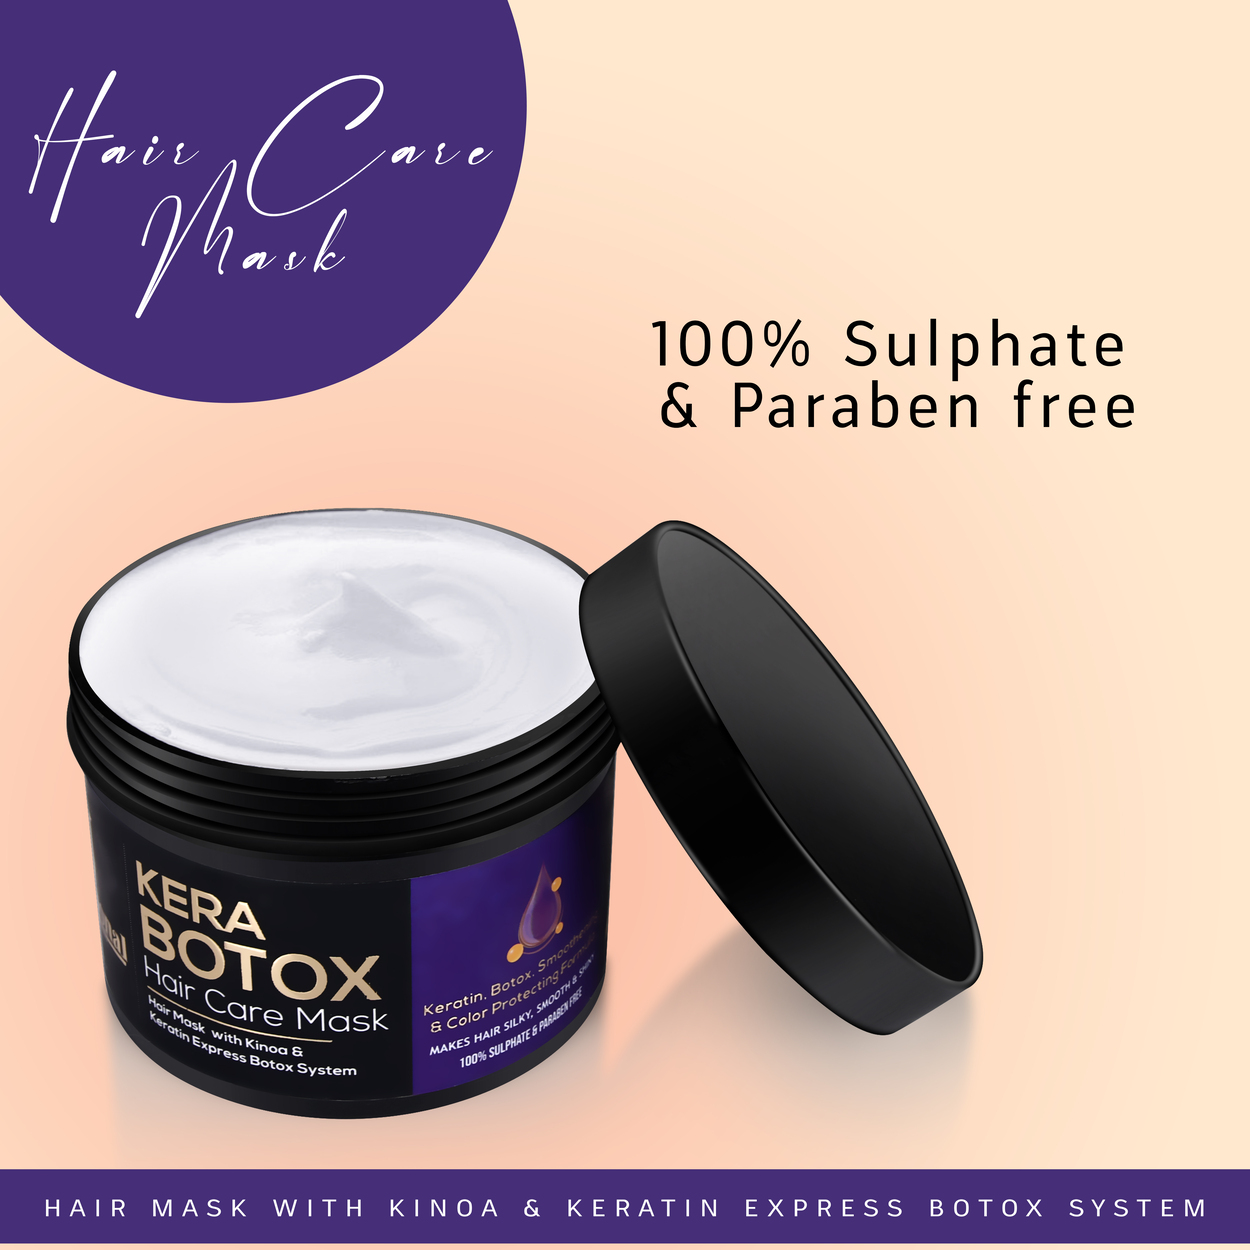 Hair Care
Mask
100% Sulphate
& Paraben free
KERA
BOTOX
Hair Care Mask
Hair Mask with Kinoa &
Keratin Express Botox System
Keratin, Botox, Smoothening
& Color Protecting Formula
MAKES HAIR SILKY, SMOOTH & SHINY
100% SULPHATE & PARABEN FREE
HAIR MASK WITH KINOA & KERATIN EXPRESS BOTOX SYSTEM